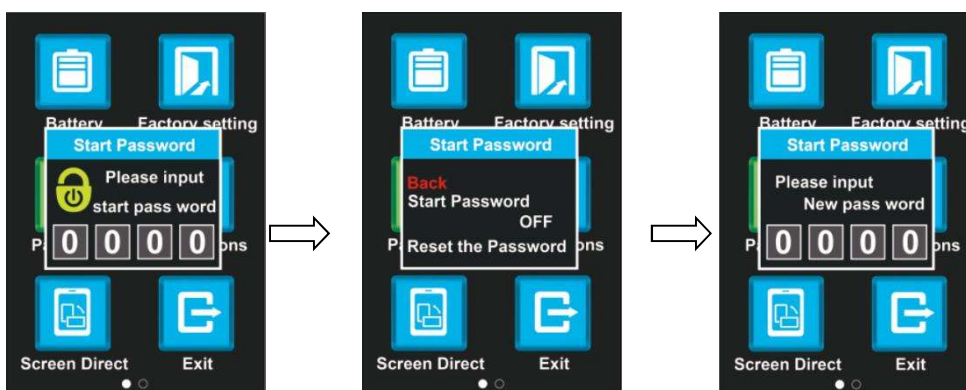 Battery Factory setting
Start Password
Please input
start pass word
0 0 0 0
Screen Direct Exit
Battery Factory setting
Start Password
Back
Start Password
OFF
Reset the Password
Screen Direct Exit
Battery Factory setting
Start Password
Please input
New pass word
0 0 0 0
Screen Direct Exit